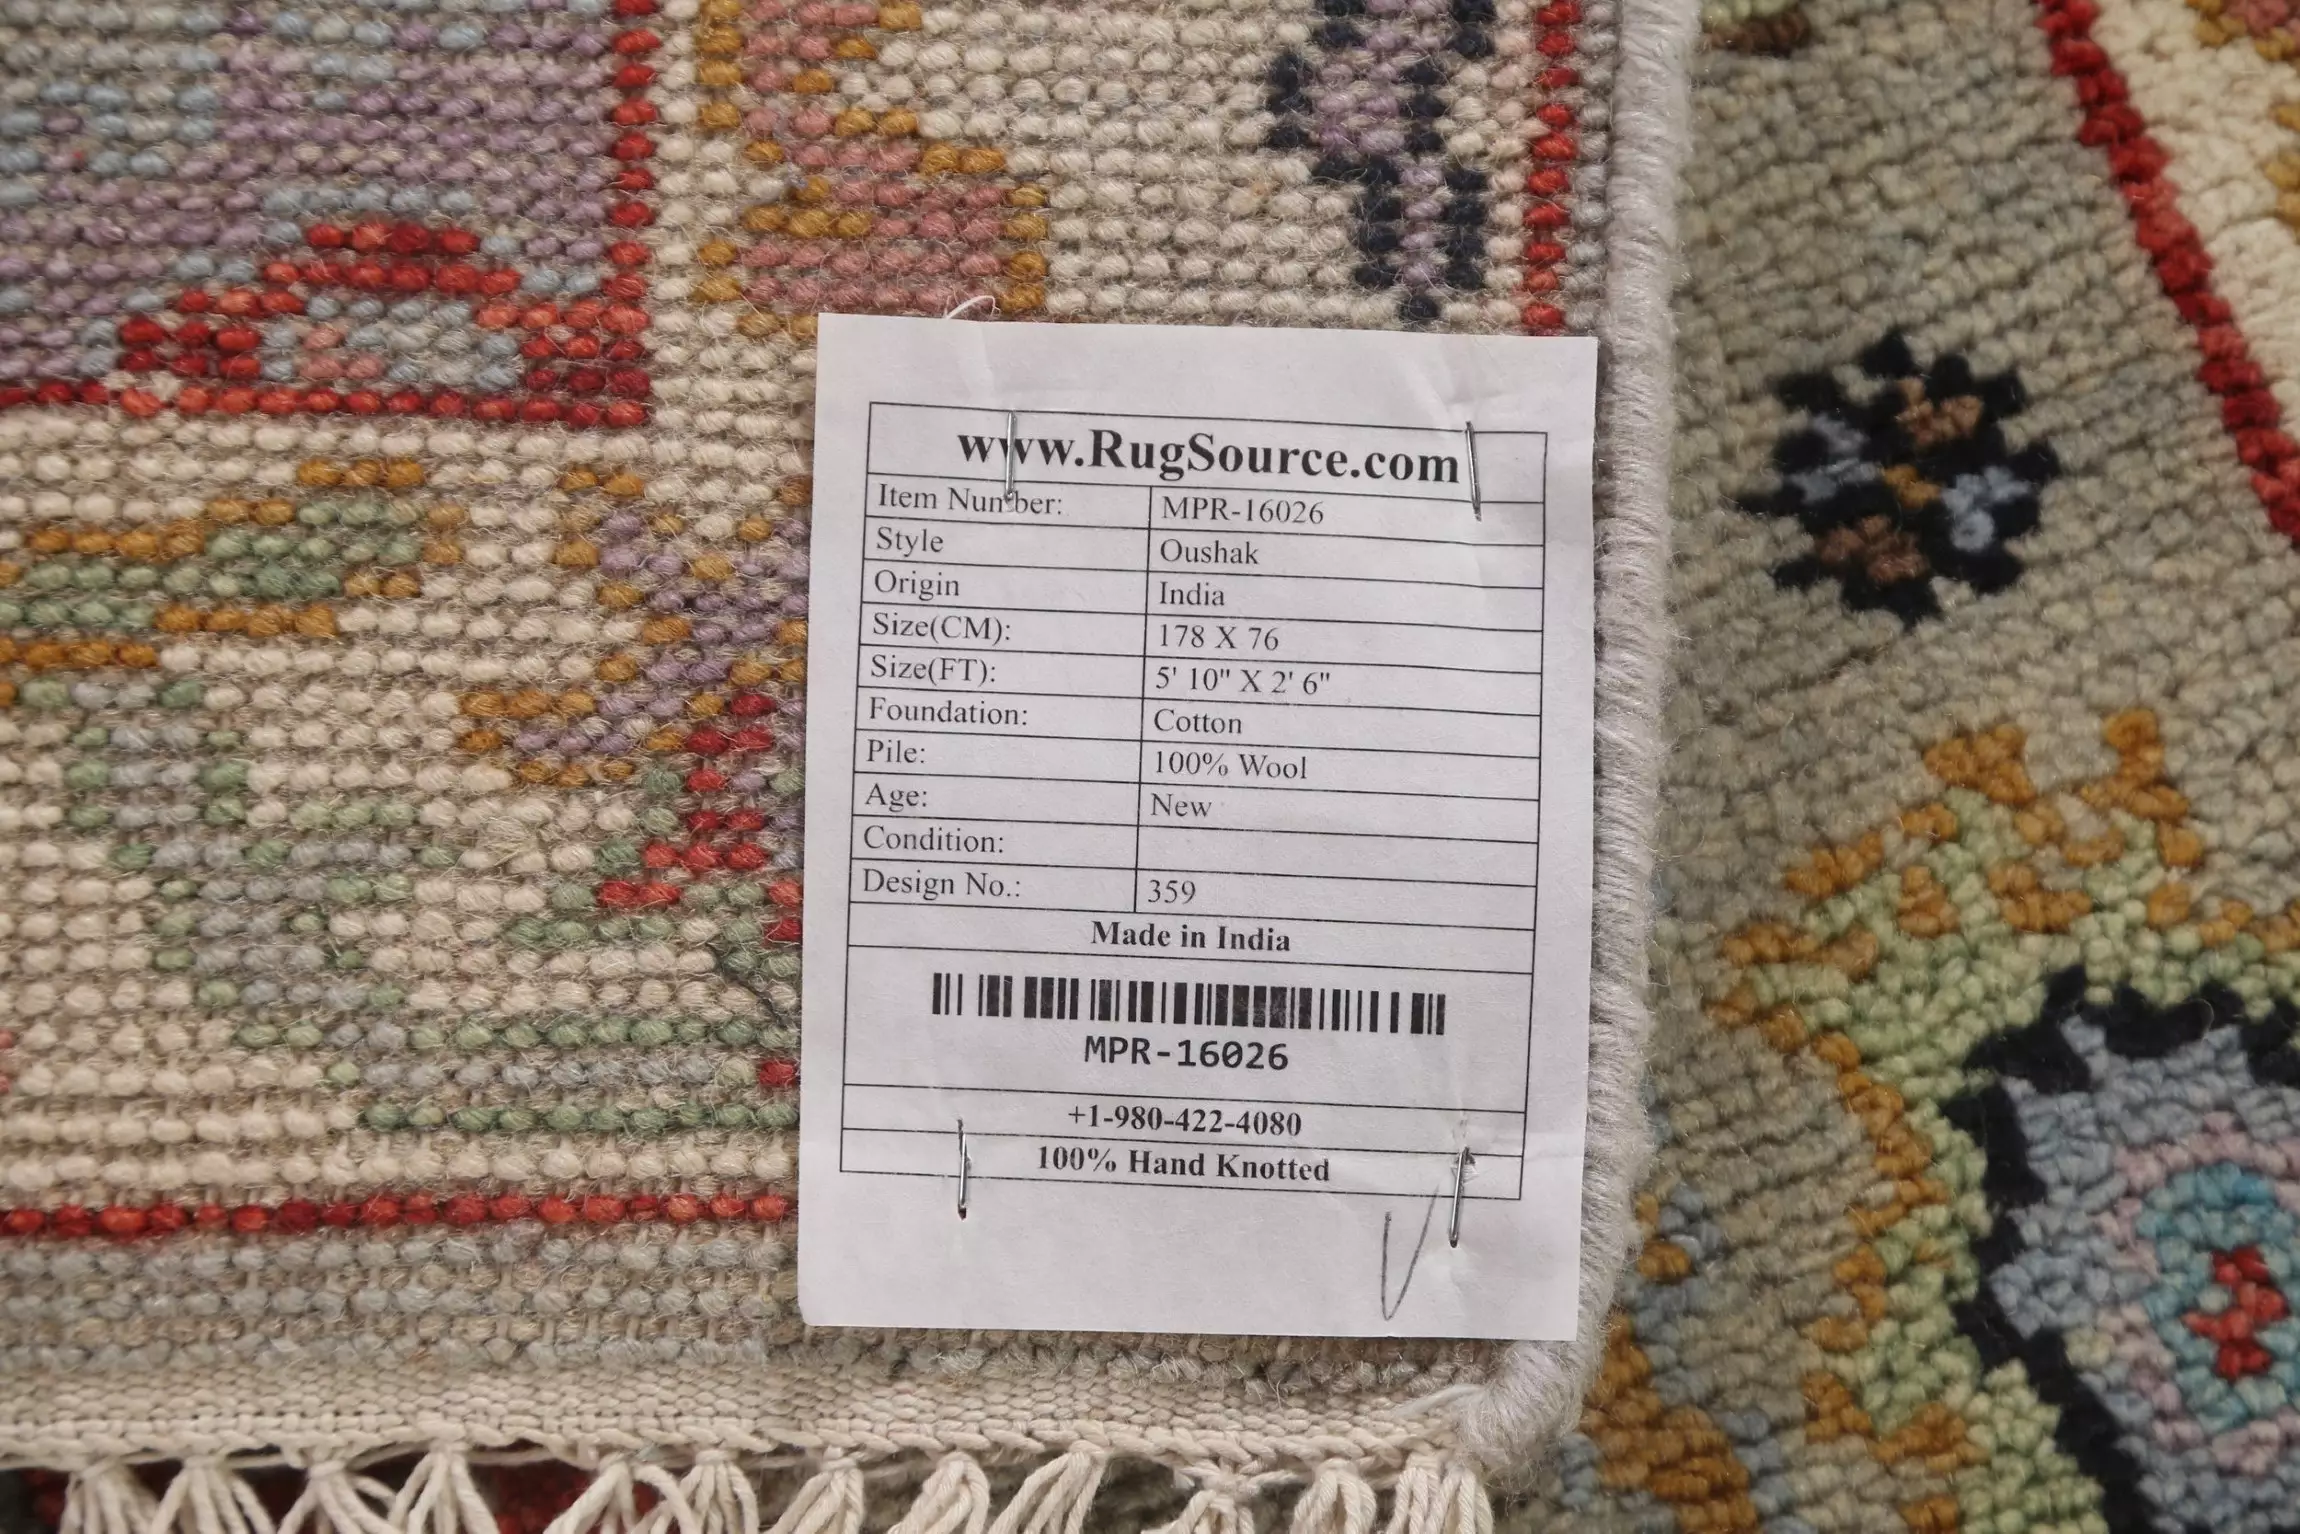 www.RugSource.com
Item Number: MPR-16026
Style Oushak
Origin India
Size(CM): 178 X 76
Size(FT): 5' 10" X 2' 6"
Foundation: Cotton
Pile: 100% Wool
Age: New
Condition:
Design No.: 359
Made in India
MPR-16026
+1-980-422-4080
100% Hand Knotted